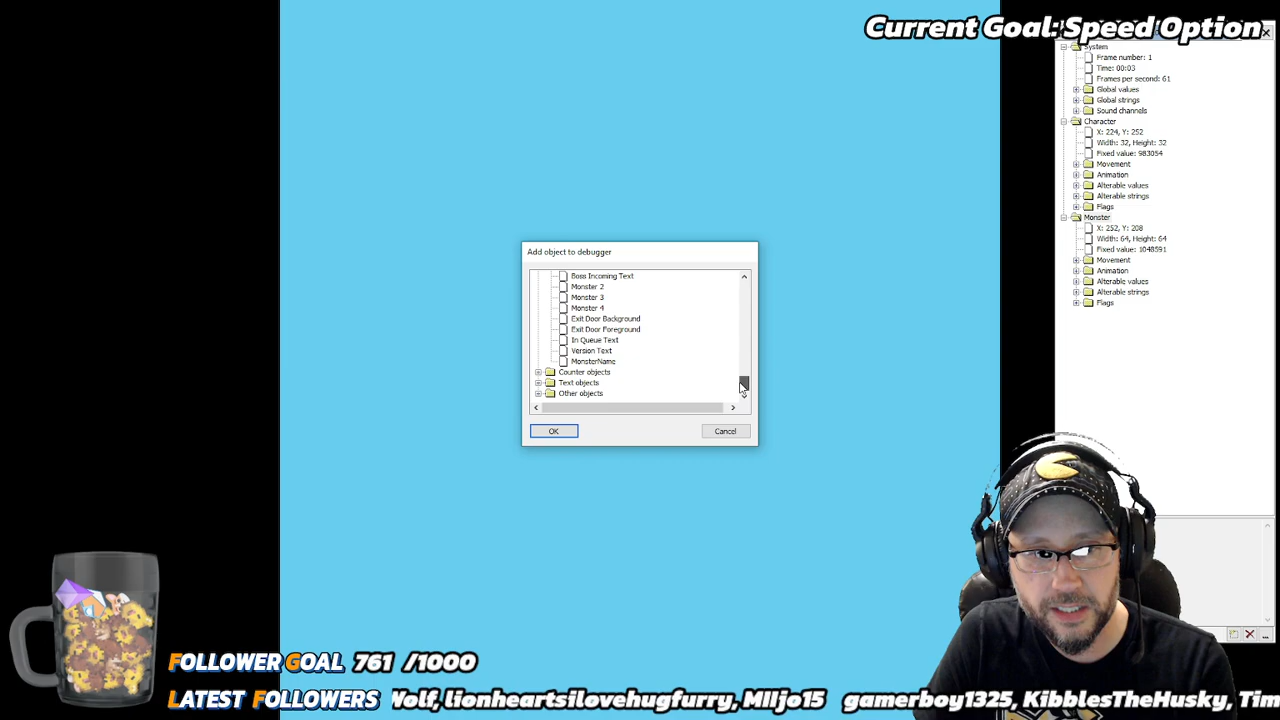 Current Goal: Speed Option
System
Frame number: 1
Time: 00:03
Frames per second: 61
Global values
Global strings
Sound channels
Character
X: 224, Y: 252
Width: 32, Height: 32
Fixed value: 983054
Movement
Animation
Alterable values
Alterable strings
Flags
Monster
X: 252, Y: 208
Width: 64, Height: 64
Fixed value: 1048591
Movement
Animation
Alterable values
Alterable strings
Flags
Add object to debugger
Boss Incoming Text
Monster 2
Monster 3
Monster 4
Exit Door Background
Exit Door Foreground
In Queue Text
Version Text
MonsterName
Counter objects
Text objects
Other objects
OK
Cancel
FOLLOWER GOAL 761 /1000
LATEST FOLLOWERS Wolf, lionheartsilovehugfurry, MIIjo15 gamerboy1325, KibblesTheHusky, Tim